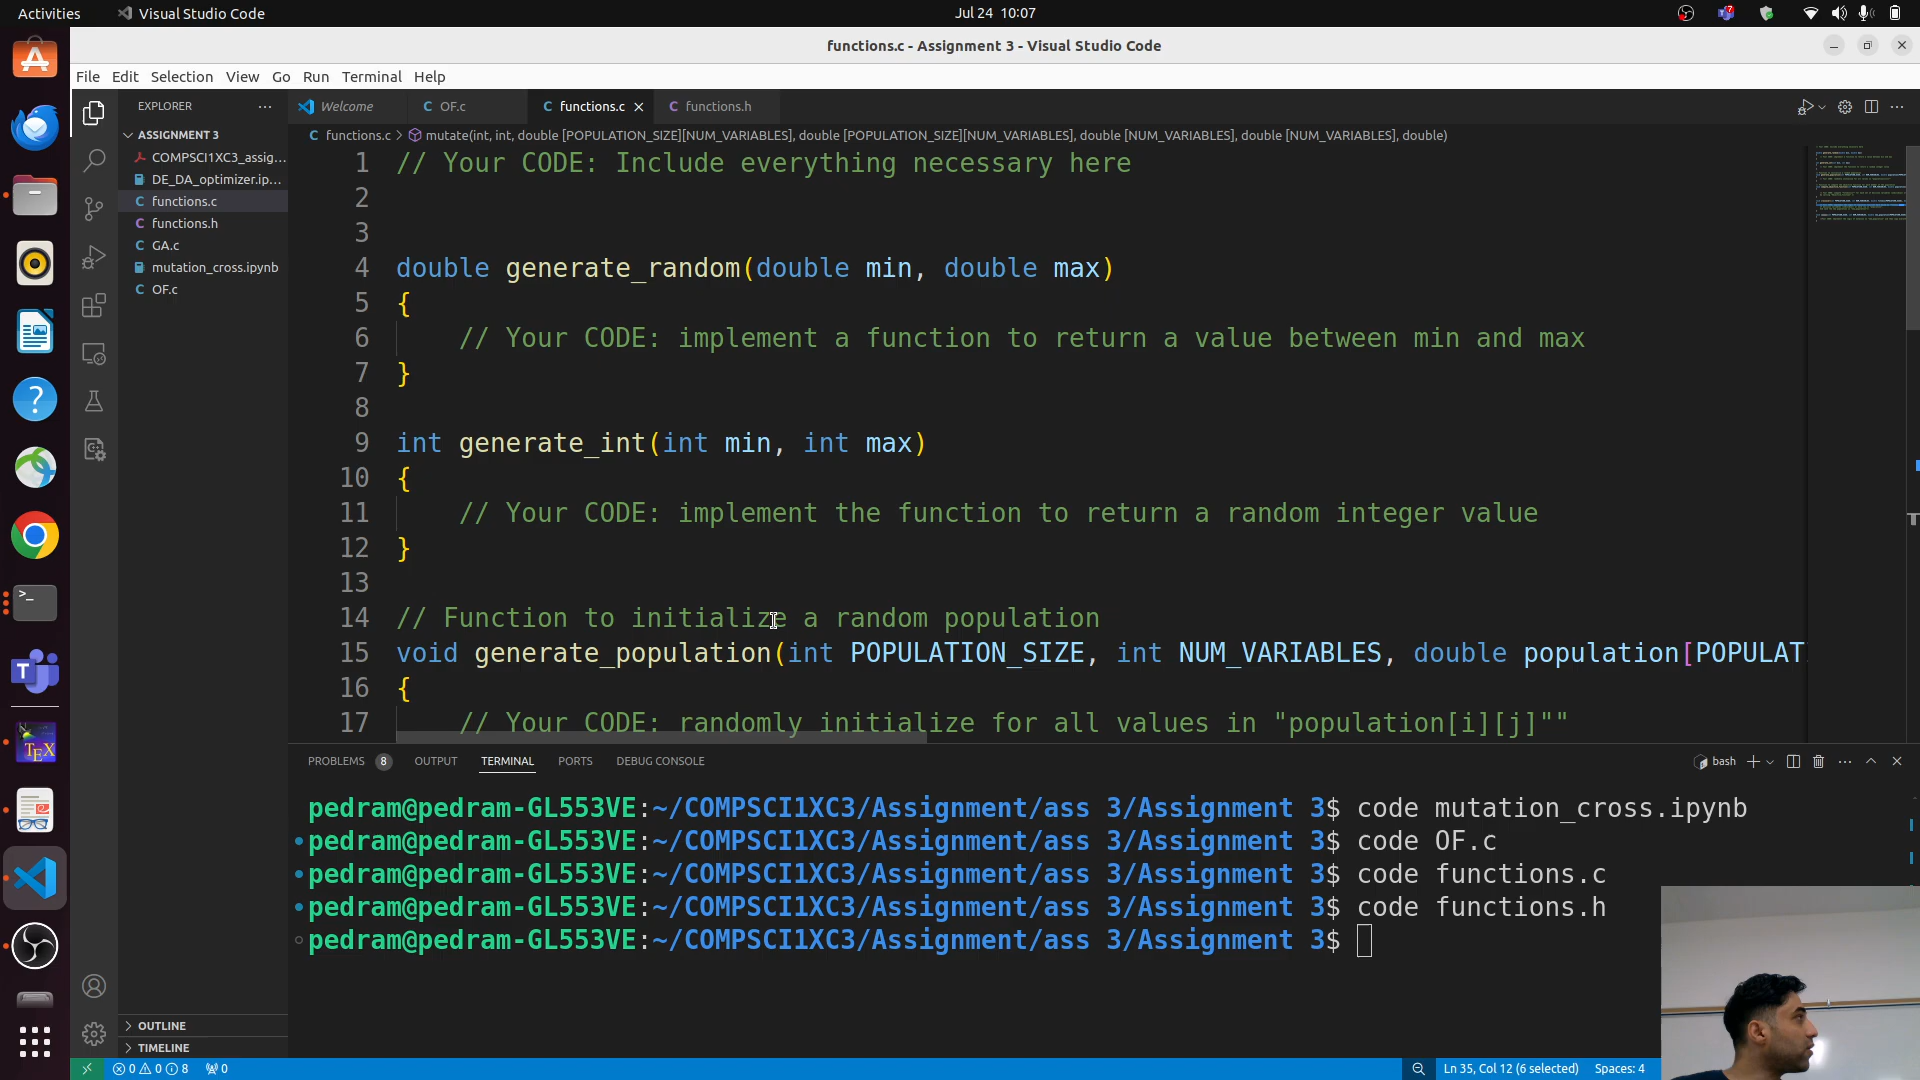 Activities
Visual Studio Code
Jul 24 10:07
functions.c - Assignment 3 - Visual Studio Code
File Edit Selection View Go Run Terminal Help
EXPLORER
ASSIGNMENT 3
COMPSCI1XC3_assig...
DE_DA_optimizer.ip...
functions.c
functions.h
GA.c
mutation_cross.ipynb
OF.c
OUTLINE
TIMELINE
Welcome
C OF.c
C functions.c
C functions.h
C functions.c > mutate(int, int, double [POPULATION_SIZE][NUM_VARIABLES], double [POPULATION_SIZE][NUM_VARIABLES], double [NUM_VARIABLES], double [NUM_VARIABLES], double)
1 // Your CODE: Include everything necessary here
2
3
4 double generate_random(double min, double max)
5 {
6 // Your CODE: implement a function to return a value between min and max
7 }
8
9 int generate_int(int min, int max)
10 {
11 // Your CODE: implement the function to return a random integer value
12 }
13
14 // Function to initialize a random population
15 void generate_population(int POPULATION_SIZE, int NUM_VARIABLES, double population[POPULATI
16 {
17 // Your CODE: randomly initialize for all values in "population[i][j]""
PROBLEMS 8 OUTPUT TERMINAL PORTS DEBUG CONSOLE
bash
pedram@pedram-GL553VE:~/COMPSCI1XC3/Assignment/ass 3/Assignment 3$ code mutation_cross.ipynb
pedram@pedram-GL553VE:~/COMPSCI1XC3/Assignment/ass 3/Assignment 3$ code OF.c
pedram@pedram-GL553VE:~/COMPSCI1XC3/Assignment/ass 3/Assignment 3$ code functions.c
pedram@pedram-GL553VE:~/COMPSCI1XC3/Assignment/ass 3/Assignment 3$ code functions.h
pedram@pedram-GL553VE:~/COMPSCI1XC3/Assignment/ass 3/Assignment 3$
0 0 8 0
Ln 35, Col 12 (6 selected) Spaces: 4